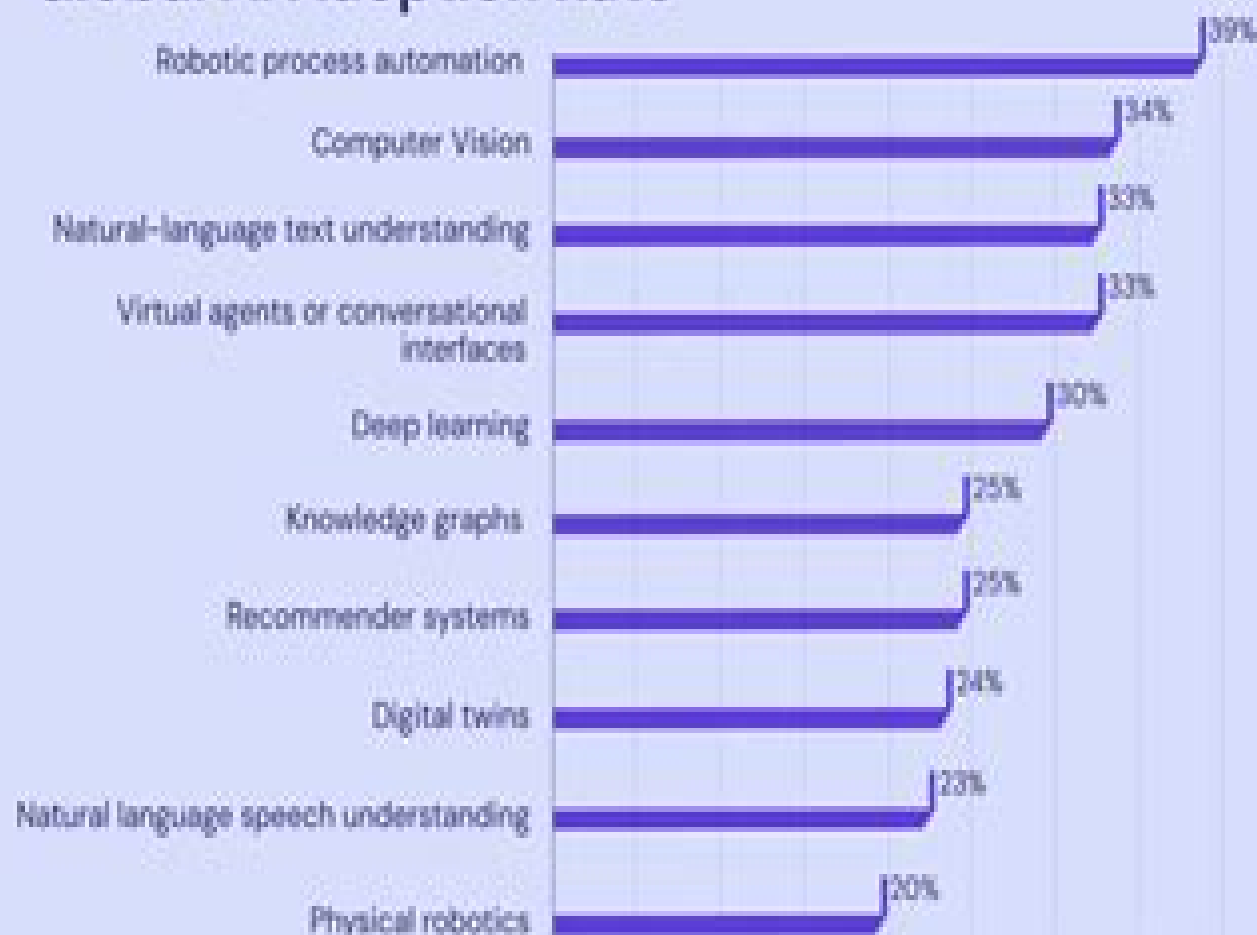 39%
Robotic process automation
34%
Computer Vision
33%
Natural-language text understanding
33%
Virtual agents or conversational
interfaces
30%
Deep learning
25%
Knowledge graphs
25%
Recommender systems
24%
Digital twins
23%
Natural language speech understanding
20%
Physical robotics